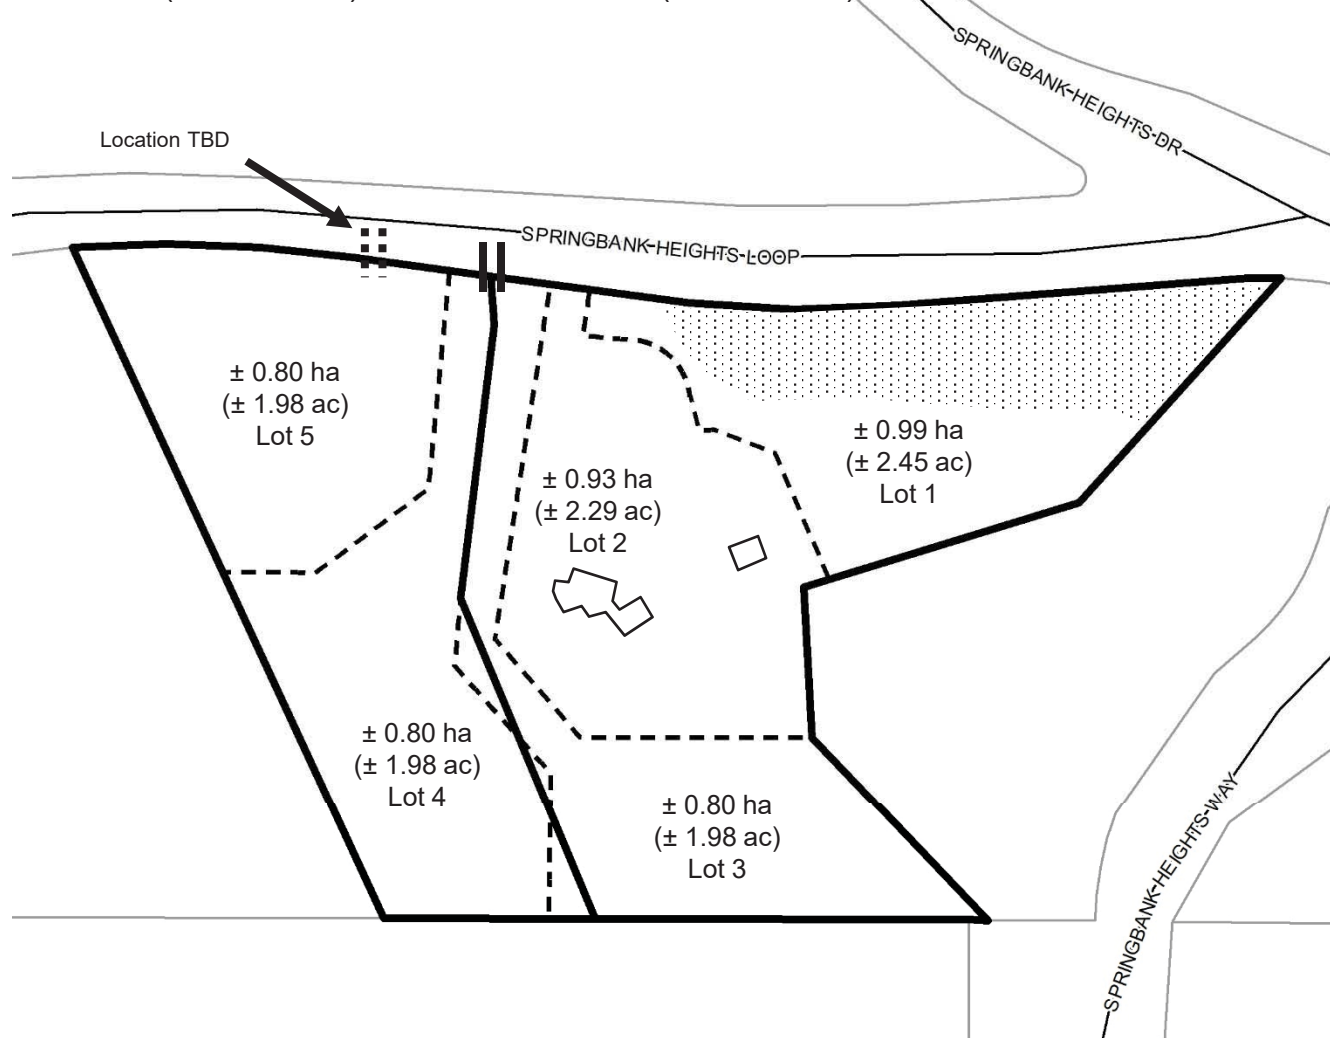 SPRINGBANK-HEIGHTS-DR
Location TBD
SPRINGBANK-HEIGHTS-LOOP
± 0.80 ha
(± 1.98 ac)
Lot 5
± 0.99 ha
(± 2.45 ac)
Lot 1
± 0.93 ha
(± 2.29 ac)
Lot 2
± 0.80 ha
(± 1.98 ac)
Lot 4
± 0.80 ha
(± 1.98 ac)
Lot 3
SPRINGBANK-HEIGHTS-WAY